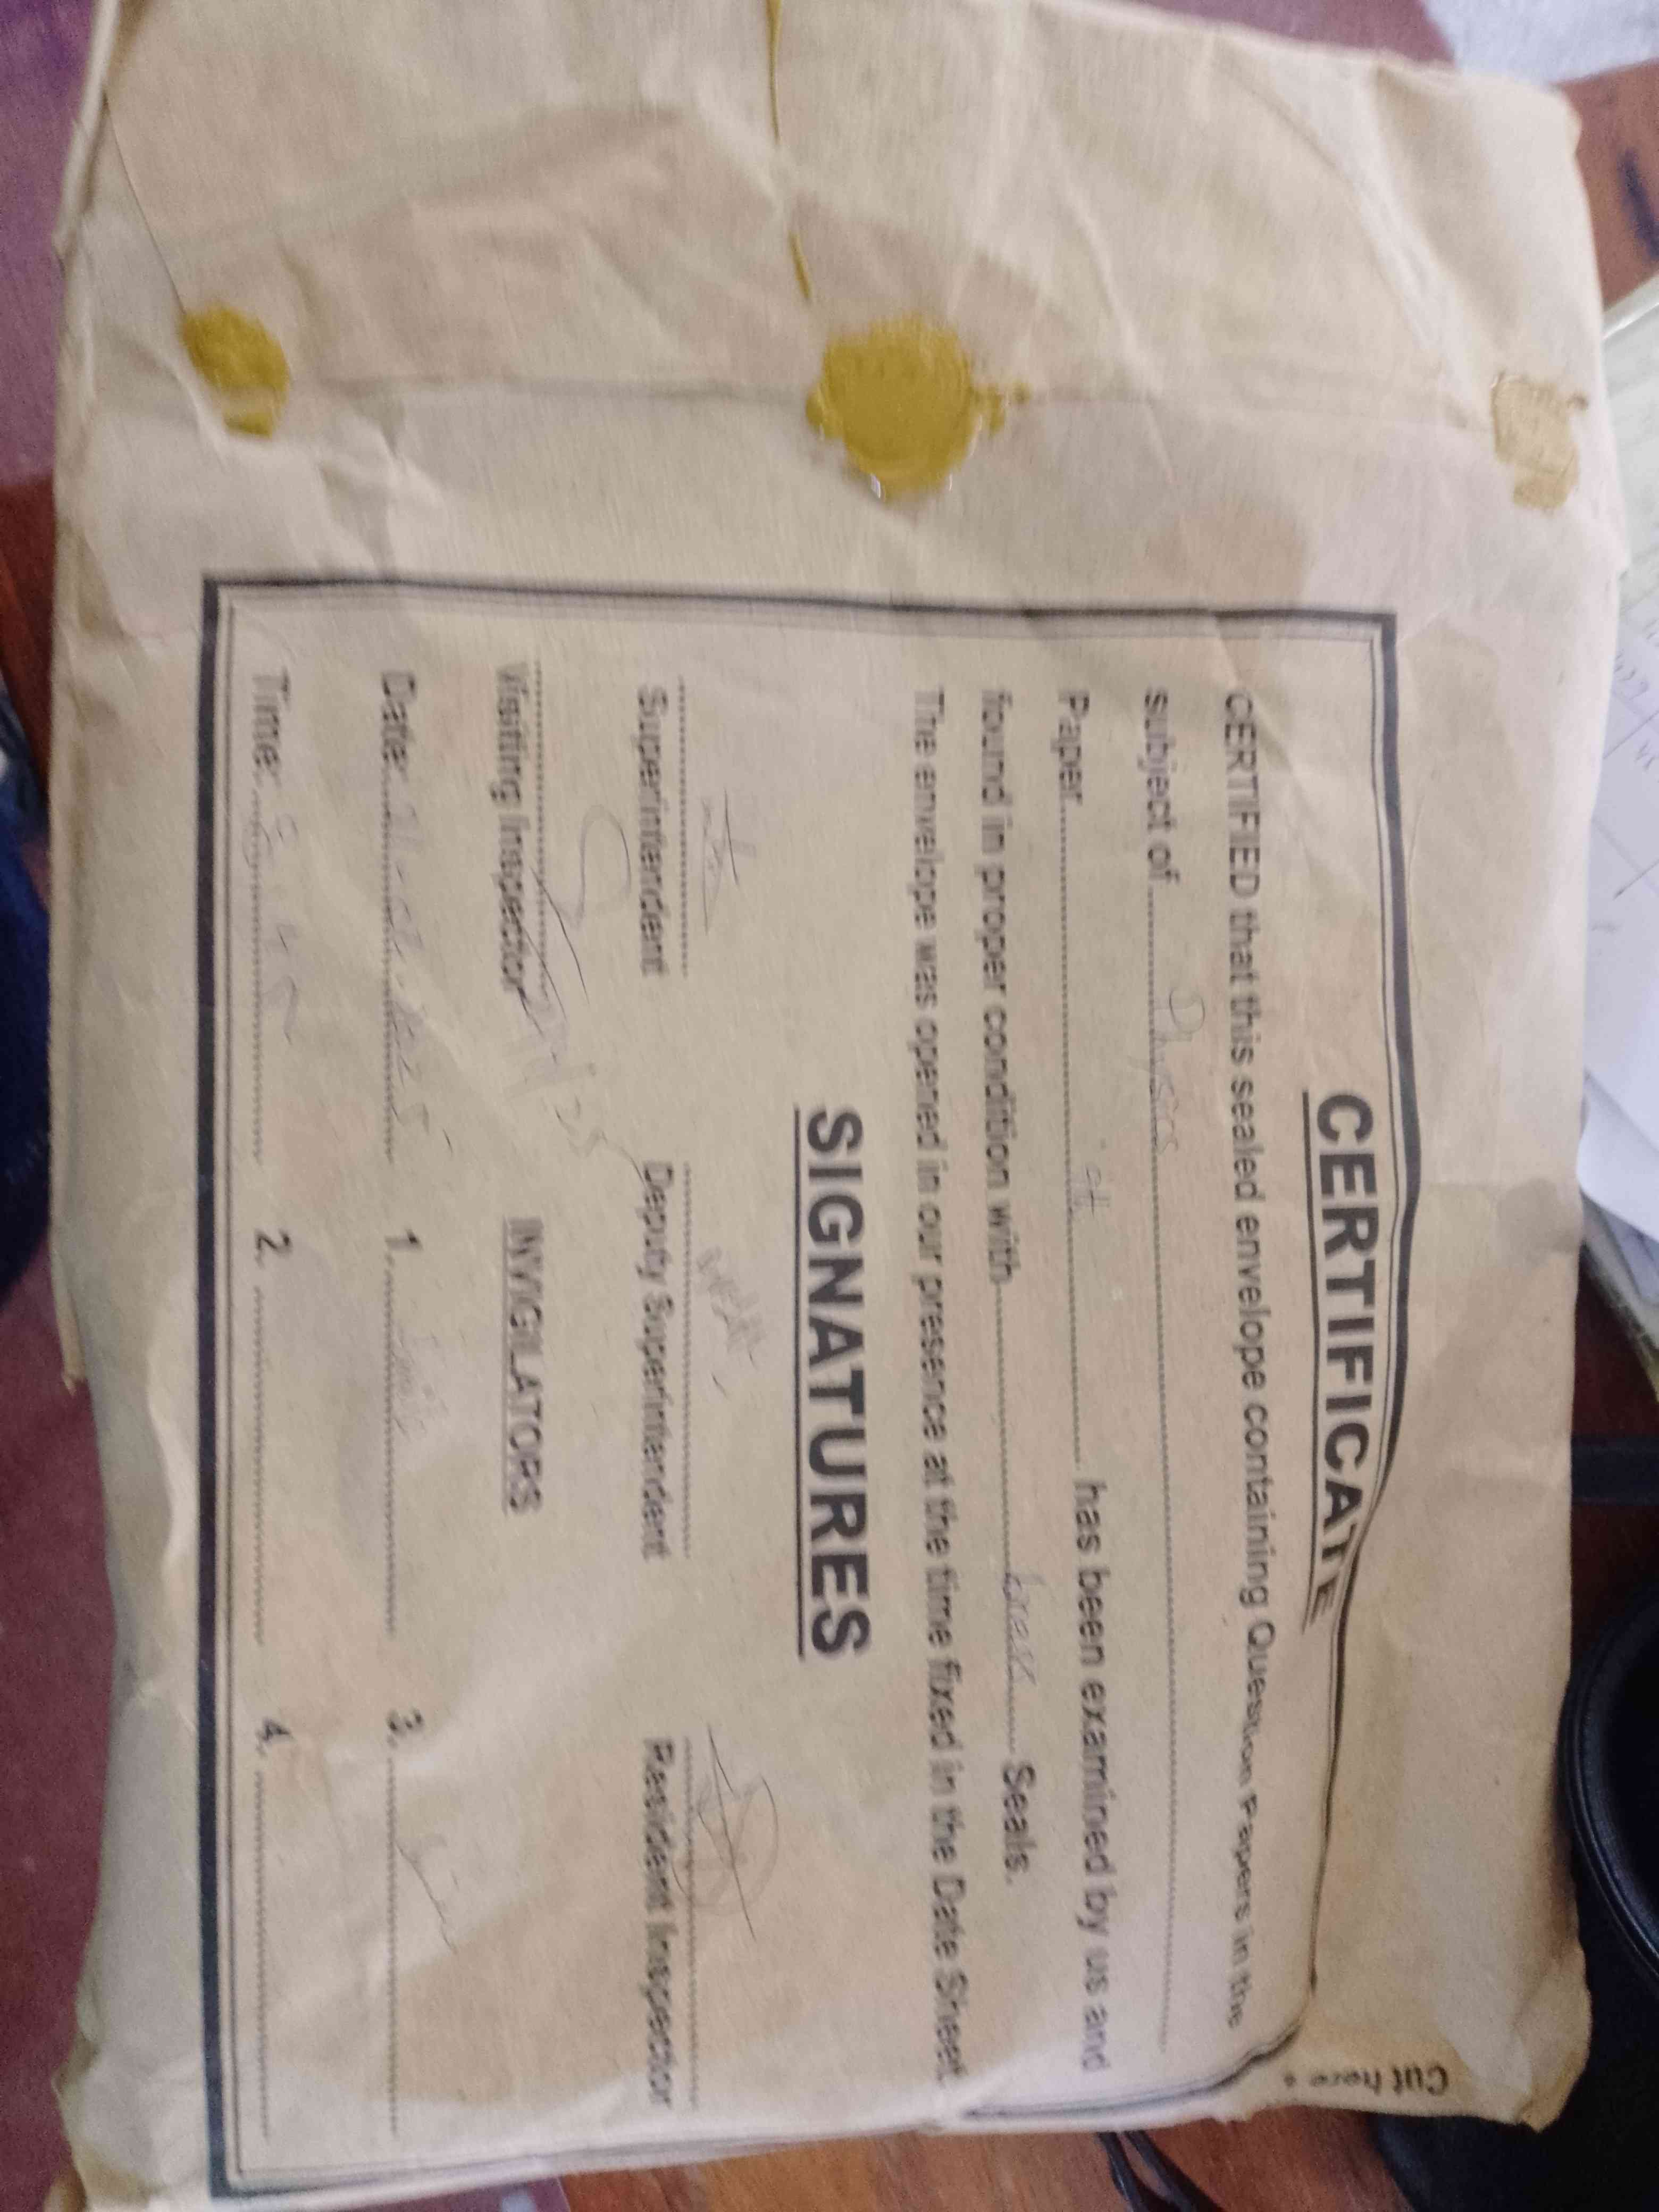 CERTIFICATE
CERTIFIED that this sealed envelope containing Question Papers in the
subject of Physics
Paper has been examined by us and
found in proper condition with Seals.
The envelope was opened in our presence at the time fixed in the Date Sheet.
SIGNATURES
Superintendent Deputy Superintendent Resident Inspector
Visiting Inspector INVIGILATORS
Date: 1. 3.
Time: 2. 4.
Cut here